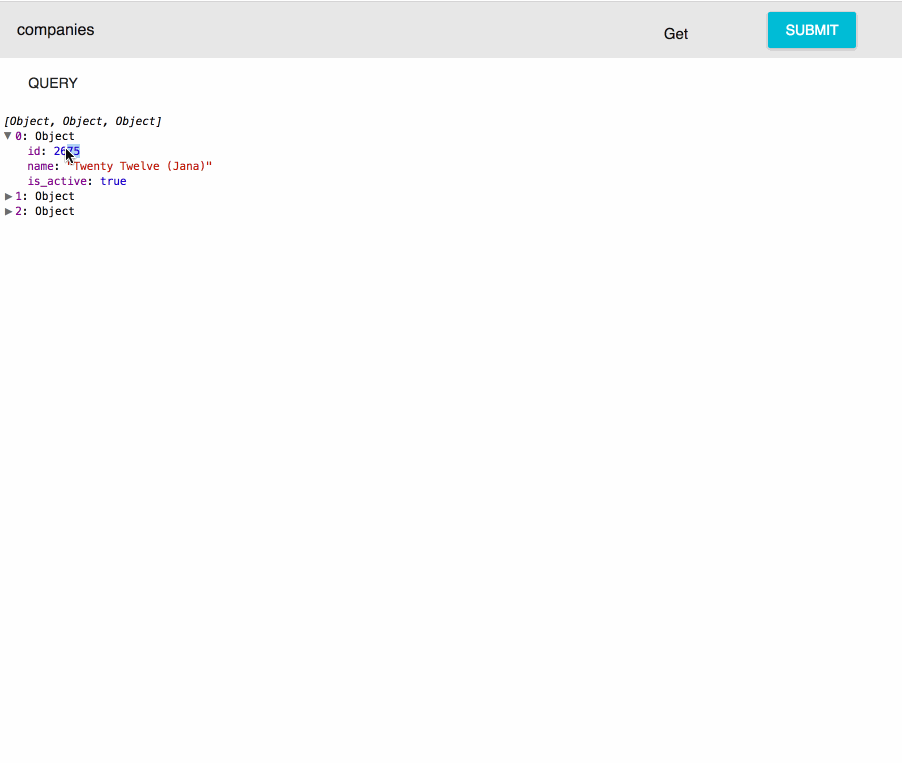 companies
Get
SUBMIT
QUERY
[Object, Object, Object]
▼0: Object
id: 2675
name: "Twenty Twelve (Jana)"
is_active: true
▶1: Object
▶2: Object